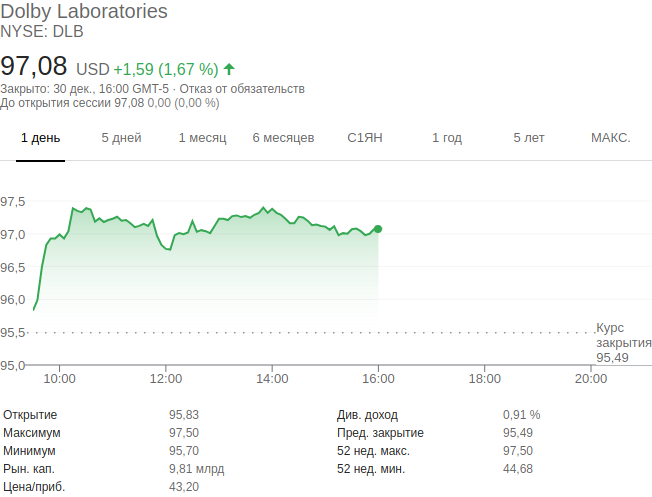 Dolby Laboratories
NYSE: DLB
97,08 USD +1,59 (1,67 %)
Закрыто: 30 дек., 16:00 GMT-5 · Отказ от обязательств
До открытия сессии 97,08 0,00 (0,00 %)
1 день 5 дней 1 месяц 6 месяцев С1ЯН 1 год 5 лет МАКС.
97,5
97,0
96,5
96,0
95,5
95,0
Курс
закрытия
95,49
10:00 12:00 14:00 16:00 18:00 20:00
Открытие 95,83 Див. доход 0,91 %
Максимум 97,50 Пред. закрытие 95,49
Минимум 95,70 52 нед. макс. 97,50
Рын. кап. 9,81 млрд 52 нед. мин. 44,68
Цена/приб. 43,20